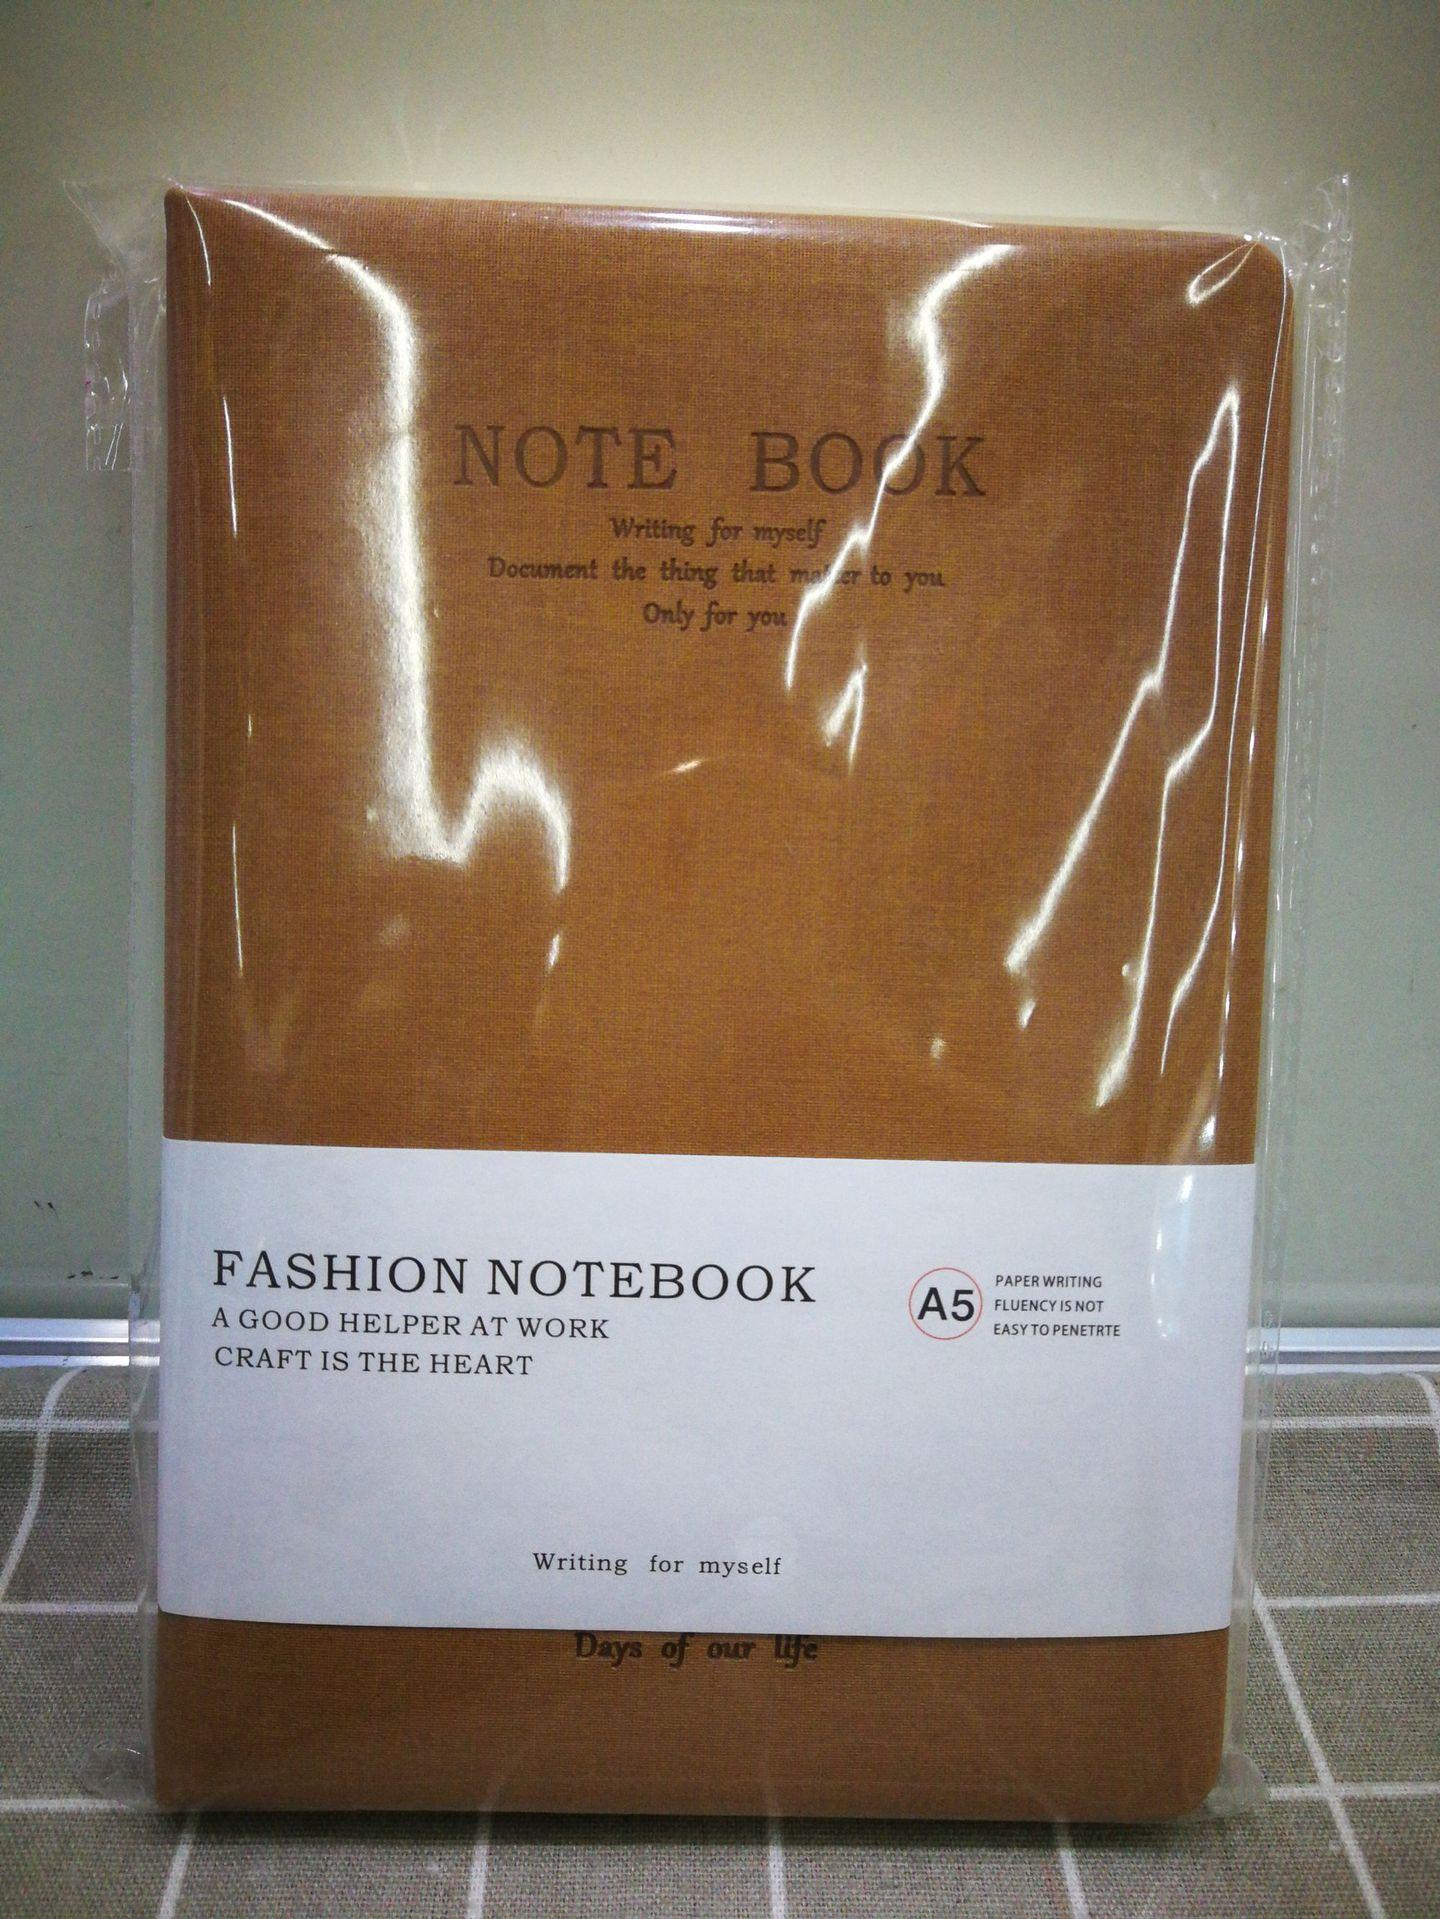 NOTE BOOK
Writing for myself
Document the thing that to you
Only for you
FASHION NOTEBOOK
A GOOD HELPER AT WORK
CRAFT IS THE HEART
A5
PAPER WRITING
FLUENCY IS NOT
EASY TO PENETRTE
Writing for myself
Days of our life